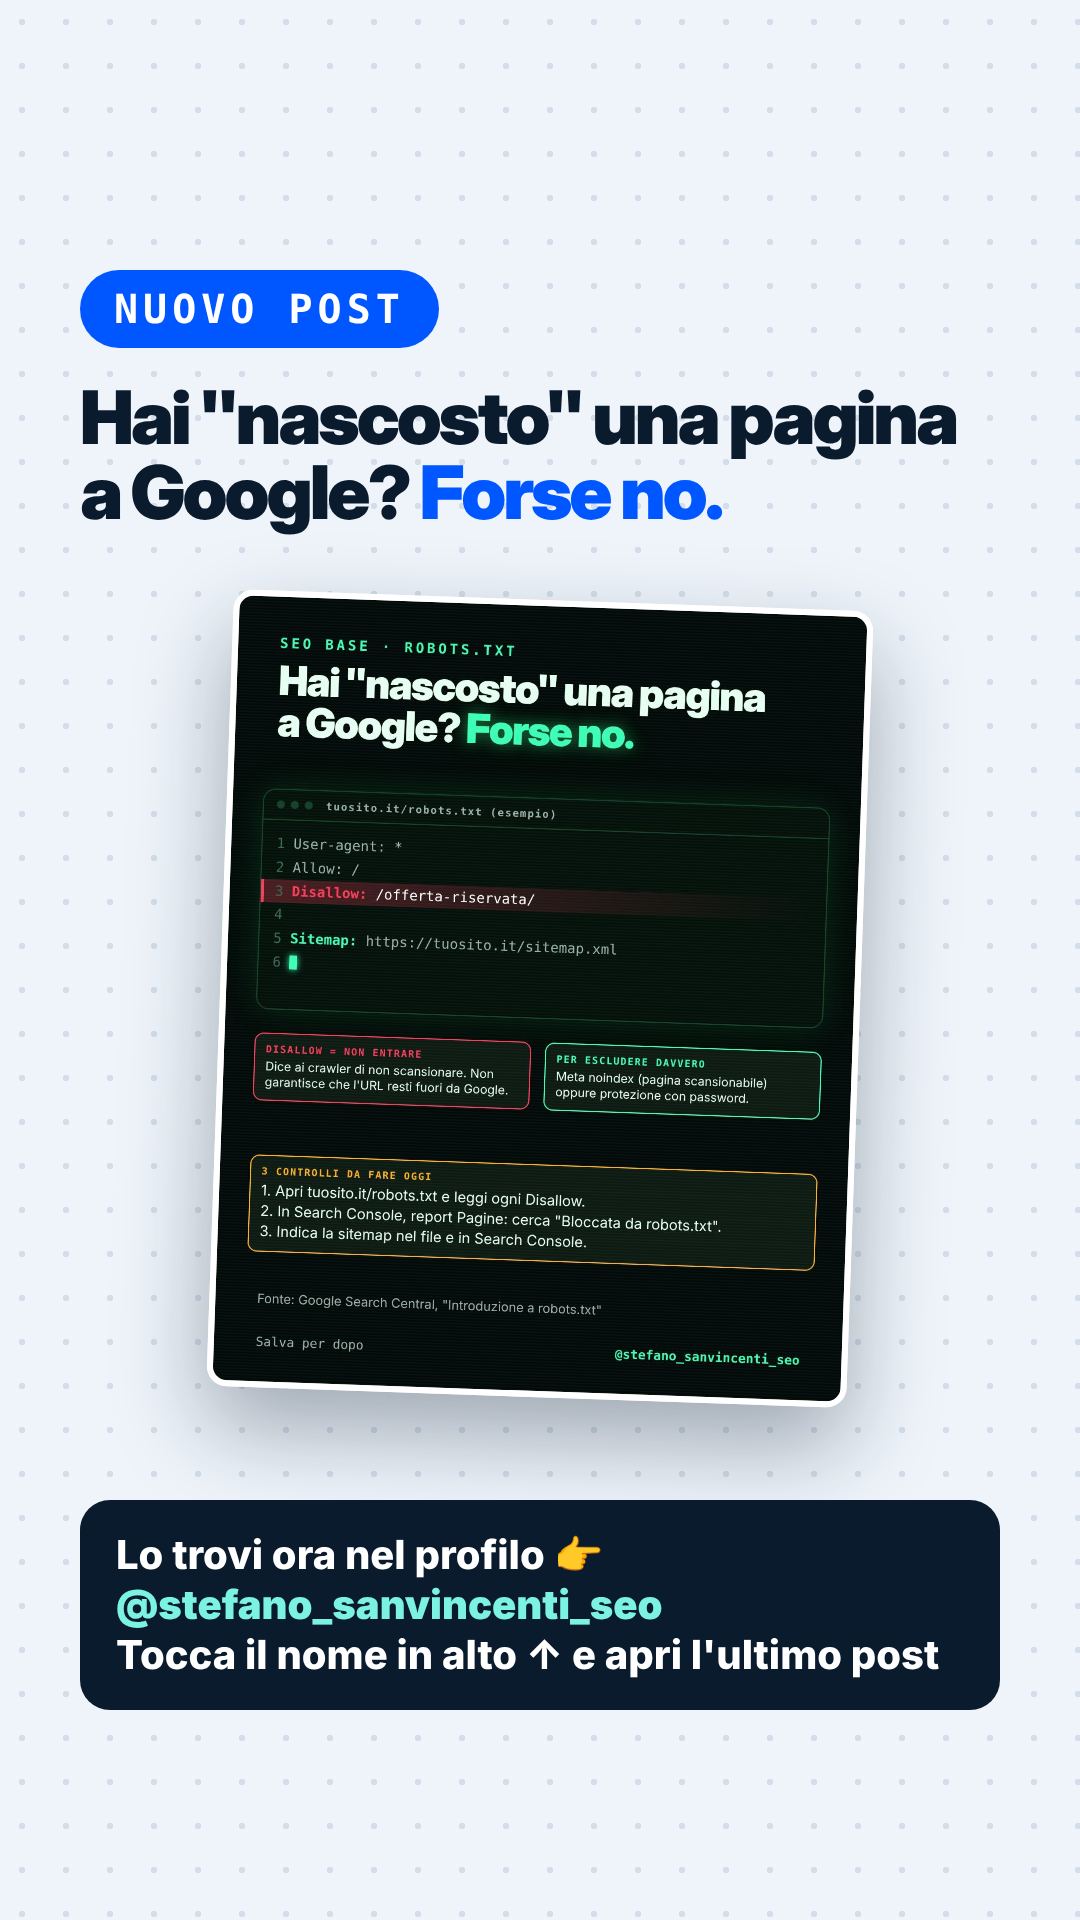 NUOVO POST
Hai "nascosto" una pagina
a Google? Forse no.
SEO BASE · ROBOTS.TXT
Hai "nascosto" una pagina
a Google? Forse no.
tuosito.it/robots.txt (esempio)
1 User-agent: *
2 Allow: /
3 Disallow: /offerta-riservata/
4
5 Sitemap: https://tuosito.it/sitemap.xml
6
DISALLOW = NON ENTRARE
Dice ai crawler di non scansionare. Non
garantisce che l'URL resti fuori da Google.
PER ESCLUDERE DAVVERO
Meta noindex (pagina scansionabile)
oppure protezione con password.
3 CONTROLLI DA FARE OGGI
1. Apri tuosito.it/robots.txt e leggi ogni Disallow.
2. In Search Console, report Pagine: cerca "Bloccata da robots.txt".
3. Indica la sitemap nel file e in Search Console.
Fonte: Google Search Central, "Introduzione a robots.txt"
Salva per dopo
@stefano_sanvincenti_seo
Lo trovi ora nel profilo 👉
@stefano_sanvincenti_seo
Tocca il nome in alto ↑ e apri l'ultimo post